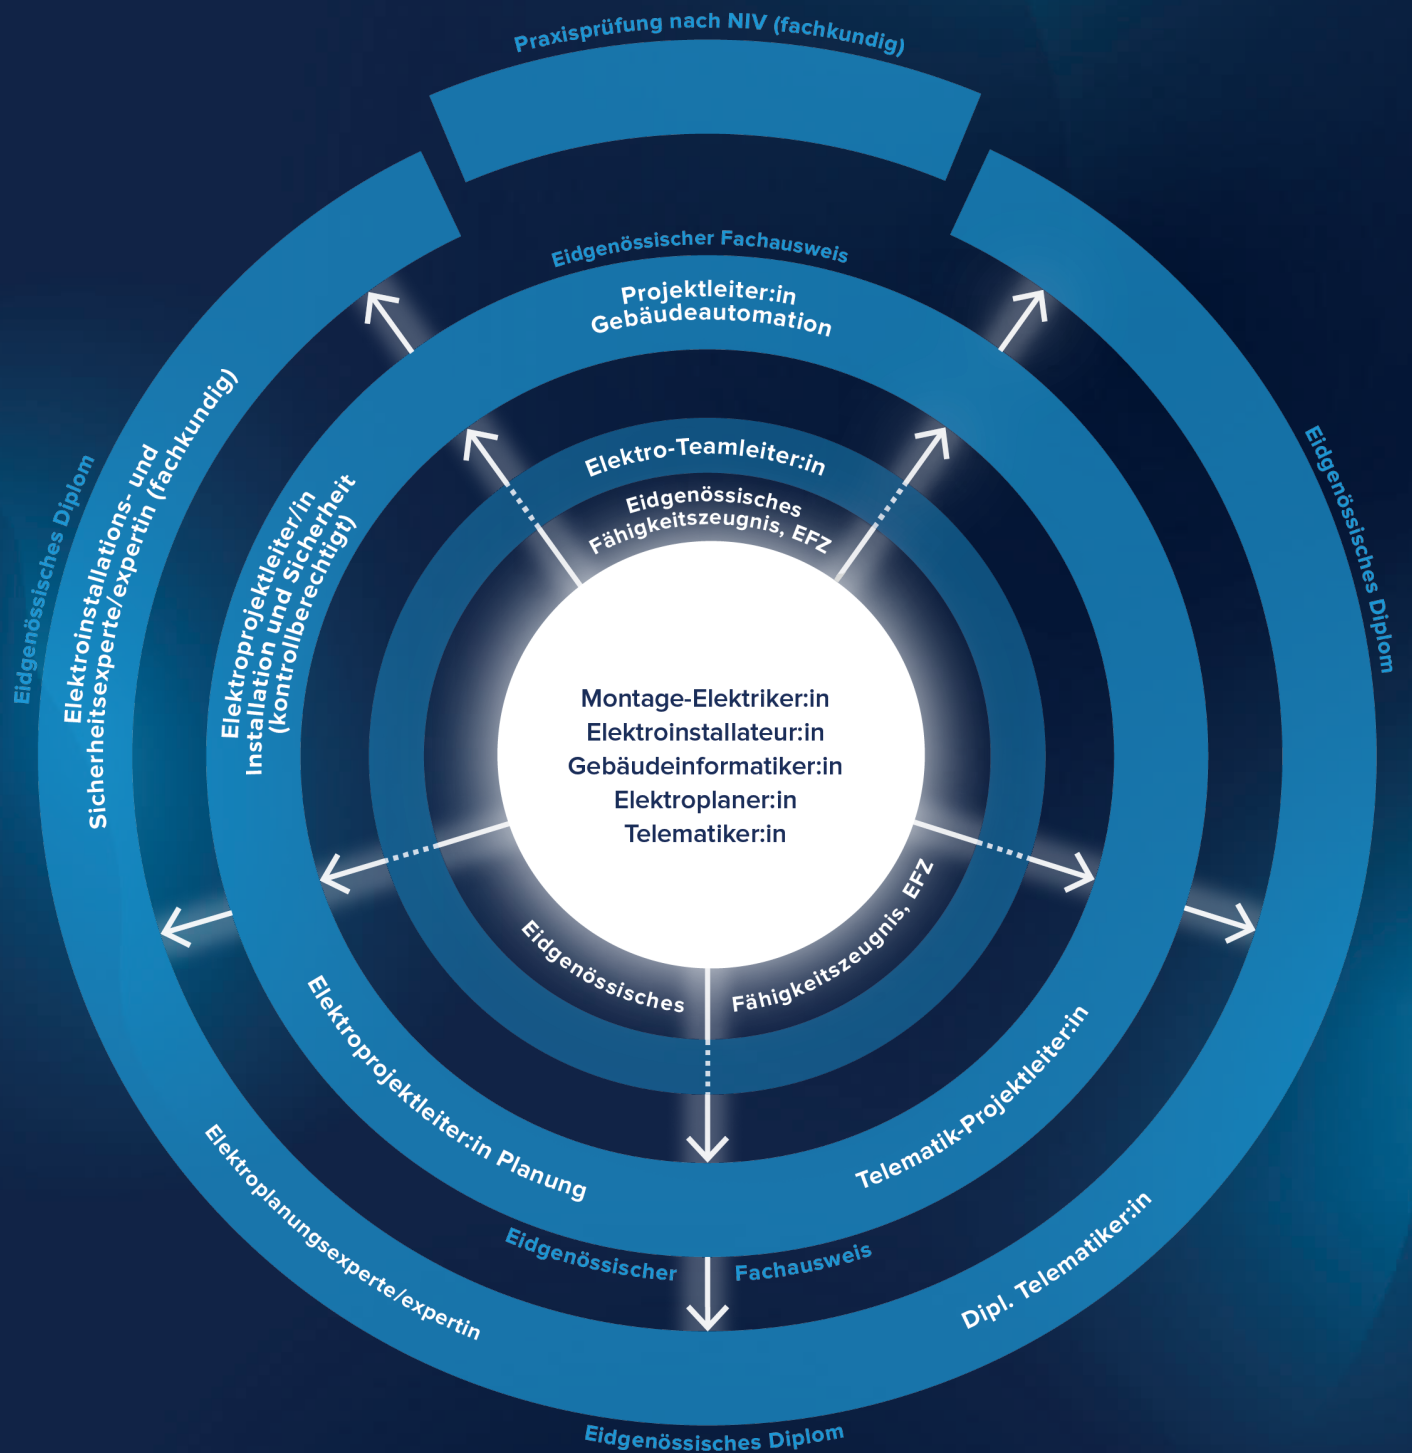 Praxisprüfung nach NIV (fachkundig)
Eidgenössischer Fachausweis
Projektleiter:in
Gebäudeautomation
Elektro-Teamleiter:in
Eidgenössisches
Fähigkeitszeugnis, EFZ
Eidgenössisches Diplom
Elektroinstallations- und
Sicherheitsexperte/expertin (fachkundig)
Elektroprojektleiter/in
Installation und Sicherheit
(kontrollberechtigt)
Eidgenössisches Diplom
Montage-Elektriker:in
Elektroinstallateur:in
Gebäudeinformatiker:in
Elektroplaner:in
Telematiker:in
Eidgenössisches Fähigkeitszeugnis, EFZ
Elektroprojektleiter:in Planung
Telematik-Projektleiter:in
Eidgenössischer Fachausweis
Elektroplanungsexperte/expertin
Dipl. Telematiker:in
Eidgenössisches Diplom